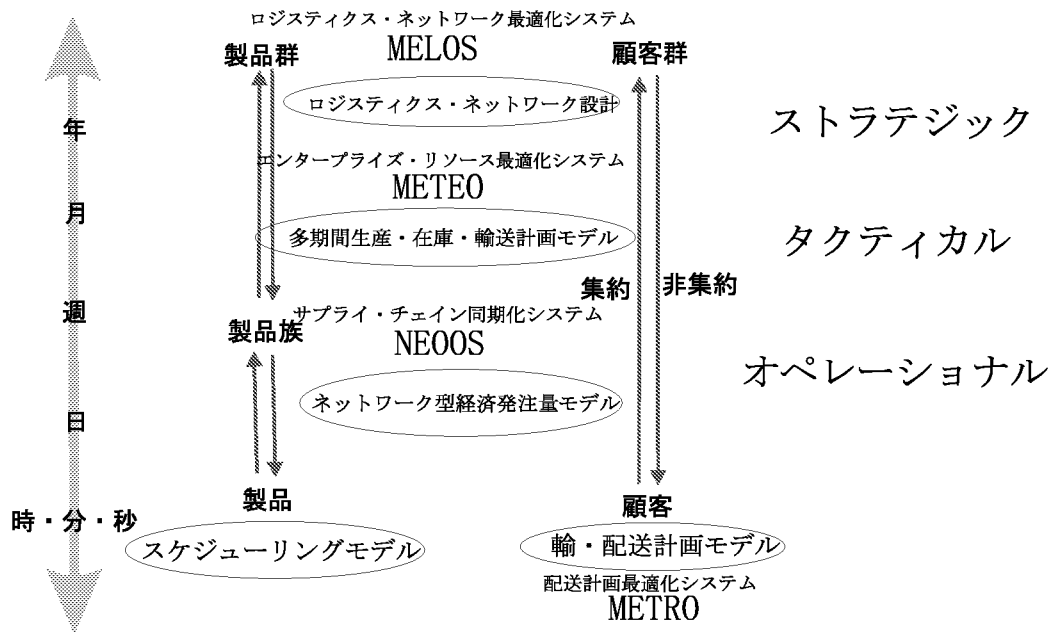 ロジスティクス・ネットワーク最適化システム
MELOS
製品群
顧客群
ロジスティクス・ネットワーク設計
年
ストラテジック
エンタープライズ・リソース最適化システム
METEO
月
多期間生産・在庫・輸送計画モデル
タクティカル
集約
非集約
週
サプライ・チェイン同期化システム
製品族
NEOOS
オペレーショナル
ネットワーク型経済発注量モデル
日
製品
顧客
時・分・秒
スケジューリングモデル
輸・配送計画モデル
配送計画最適化システム
METRO